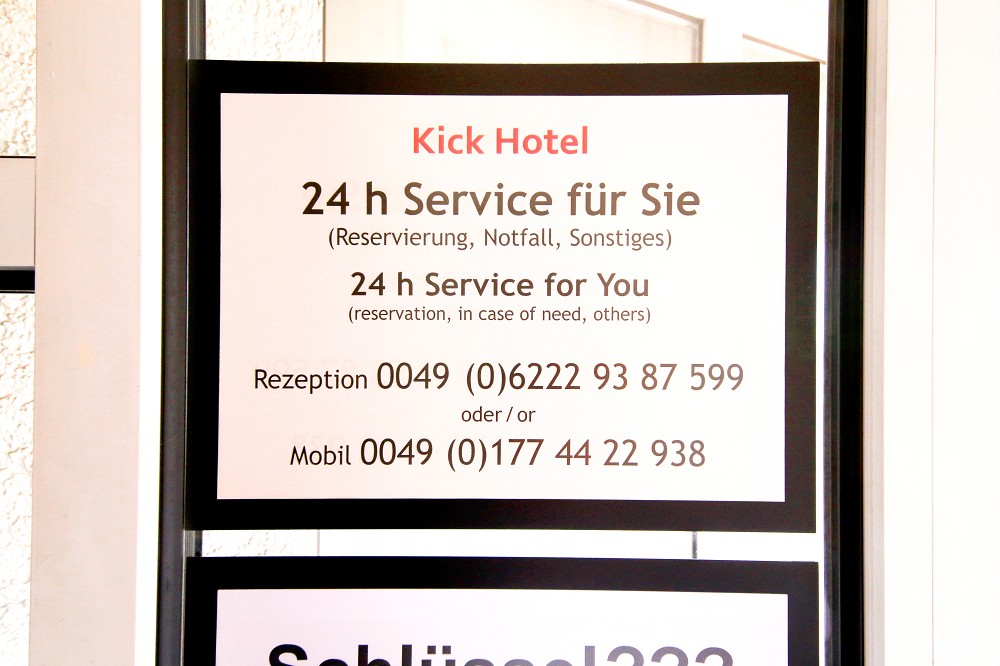 Kick Hotel
24 h Service für Sie
(Reservierung, Notfall, Sonstiges)
24 h Service for You
(reservation, in case of need, others)
Rezeption 0049 (0)6222 93 87 599
oder / or
Mobil 0049 (0)177 44 22 938
Schlüssel???